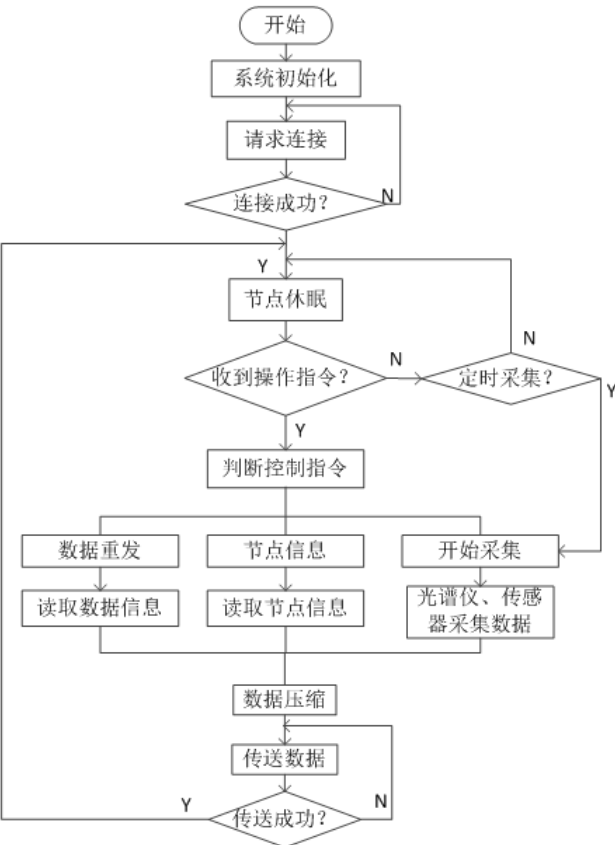 开始
系统初始化
请求连接
连接成功？
N
Y
节点休眠
收到操作指令？
N
定时采集？
N
Y
Y
判断控制指令
数据重发
节点信息
开始采集
读取数据信息
读取节点信息
光谱仪、传感
器采集数据
数据压缩
传送数据
传送成功？
Y
N